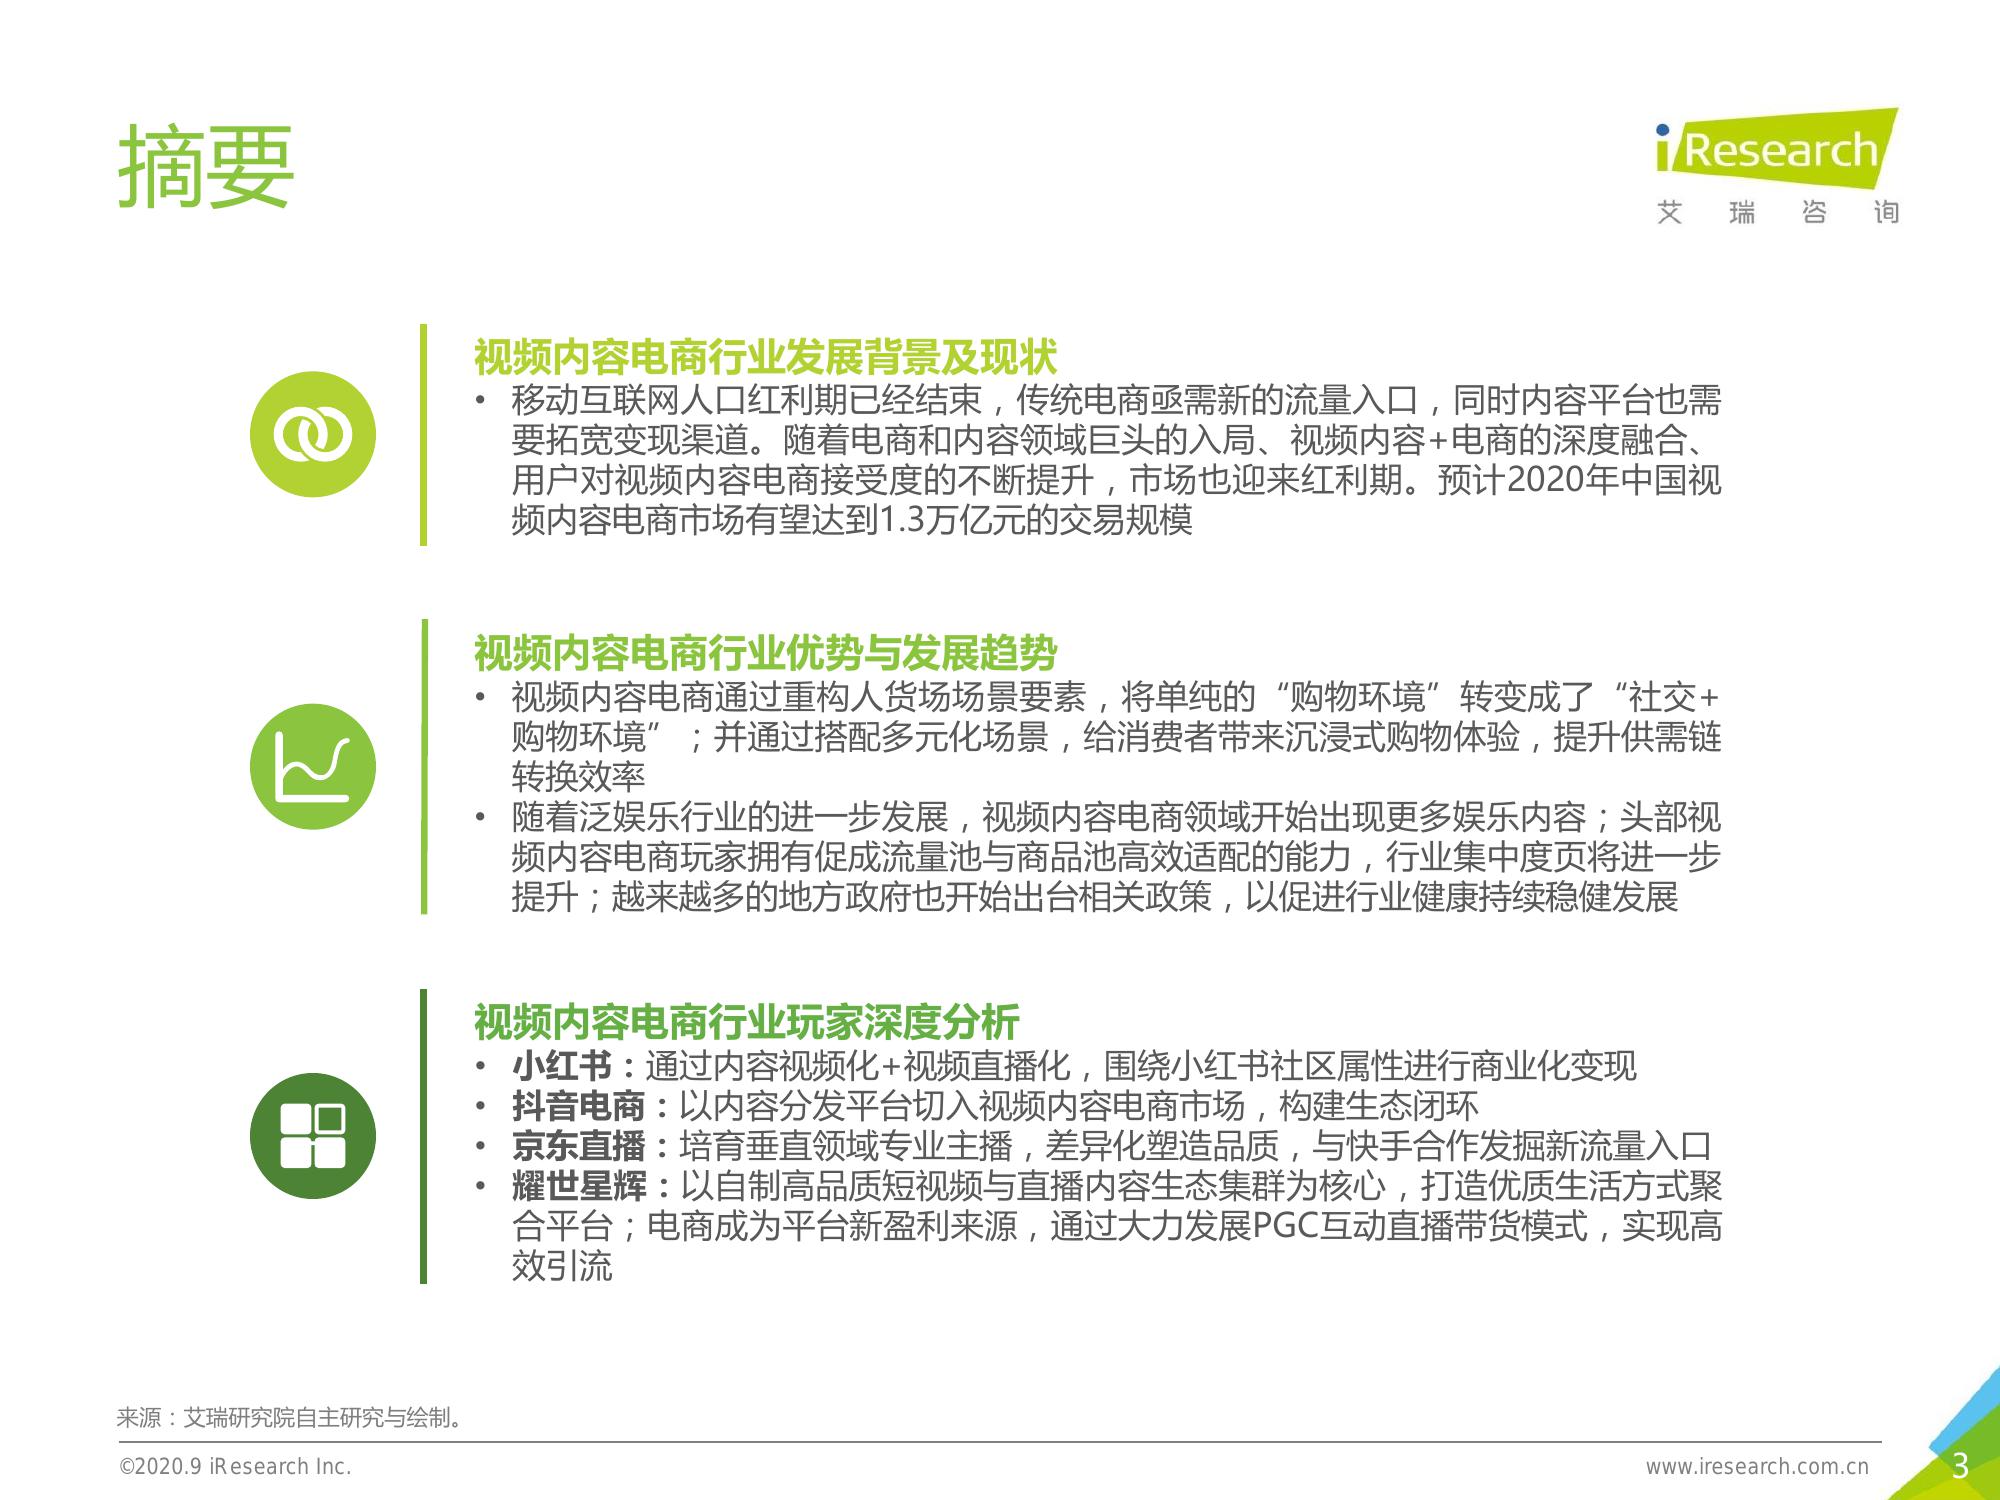 摘要
iResearch
艾瑞咨询
视频内容电商行业发展背景及现状
• 移动互联网人口红利期已经结束，传统电商亟需新的流量入口，同时内容平台也需
要拓宽变现渠道。随着电商和内容领域巨头的入局、视频内容+电商的深度融合、
用户对视频内容电商接受度的不断提升，市场也迎来红利期。预计2020年中国视
频内容电商市场有望达到1.3万亿元的交易规模
视频内容电商行业优势与发展趋势
• 视频内容电商通过重构人货场场景要素，将单纯的“购物环境”转变成了“社交+
购物环境”；并通过搭配多元化场景，给消费者带来沉浸式购物体验，提升供需链
转换效率
• 随着泛娱乐行业的进一步发展，视频内容电商领域开始出现更多娱乐内容；头部视
频内容电商玩家拥有促成流量池与商品池高效适配的能力，行业集中度页将进一步
提升；越来越多的地方政府也开始出台相关政策，以促进行业健康持续稳健发展
视频内容电商行业玩家深度分析
• 小红书：通过内容视频化+视频直播化，围绕小红书社区属性进行商业化变现
• 抖音电商：以内容分发平台切入视频内容电商市场，构建生态闭环
• 京东直播：培育垂直领域专业主播，差异化塑造品质，与快手合作发掘新流量入口
• 耀世星辉：以自制高品质短视频与直播内容生态集群为核心，打造优质生活方式聚
合平台；电商成为平台新盈利来源，通过大力发展PGC互动直播带货模式，实现高
效引流
来源：艾瑞研究院自主研究与绘制。
©2020.9 iResearch Inc.
www.iresearch.com.cn
3